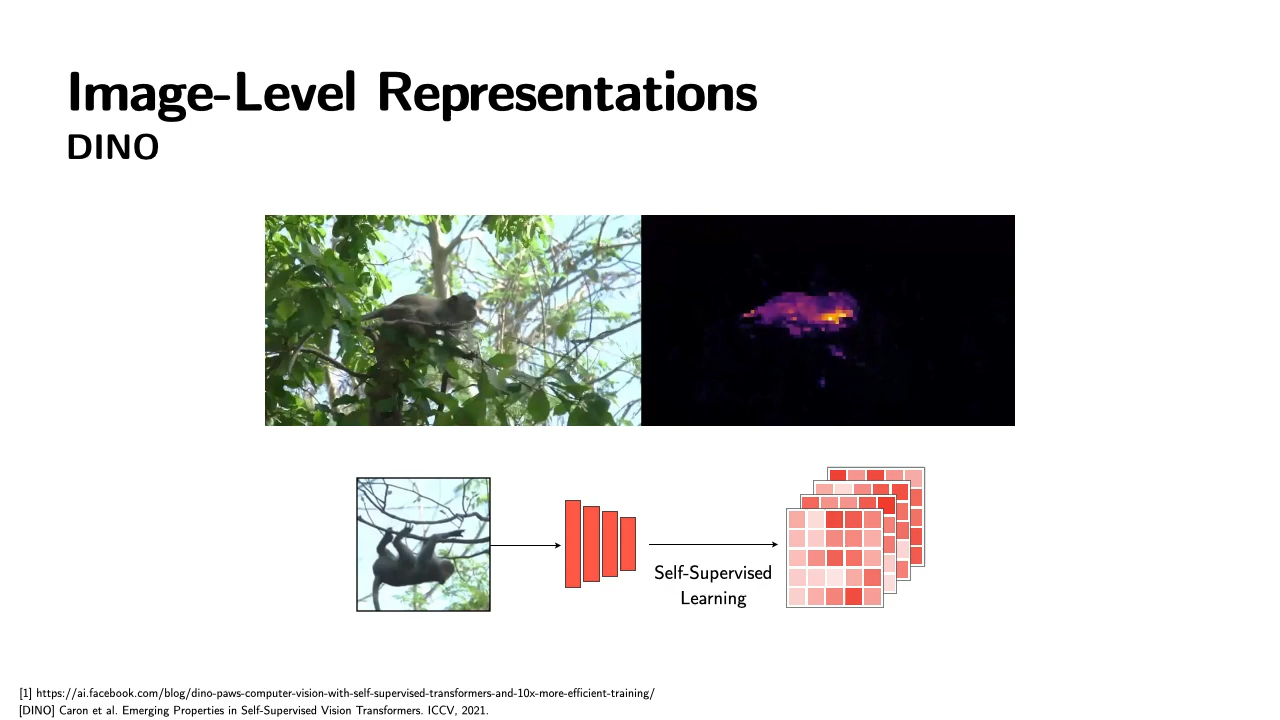 Image-Level Representations
DINO
Self-Supervised
Learning
[1] https://ai.facebook.com/blog/dino-paws-computer-vision-with-self-supervised-transformers-and-10x-more-efficient-training/
[DINO] Caron et al. Emerging Properties in Self-Supervised Vision Transformers. ICCV, 2021.